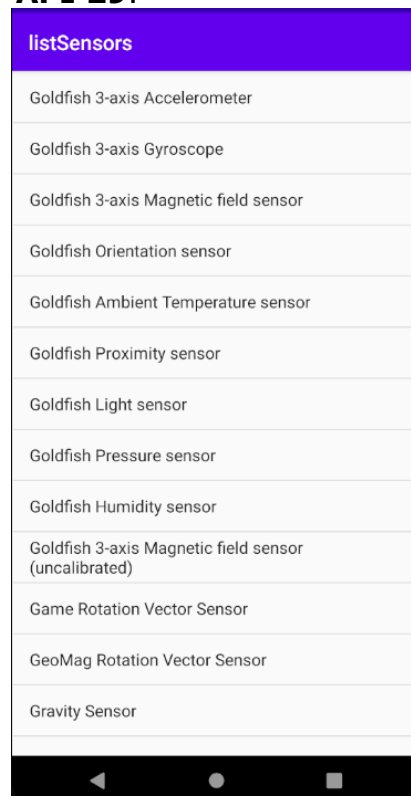 API 29.
listSensors
Goldfish 3-axis Accelerometer
Goldfish 3-axis Gyroscope
Goldfish 3-axis Magnetic field sensor
Goldfish Orientation sensor
Goldfish Ambient Temperature sensor
Goldfish Proximity sensor
Goldfish Light sensor
Goldfish Pressure sensor
Goldfish Humidity sensor
Goldfish 3-axis Magnetic field sensor
(uncalibrated)
Game Rotation Vector Sensor
GeoMag Rotation Vector Sensor
Gravity Sensor